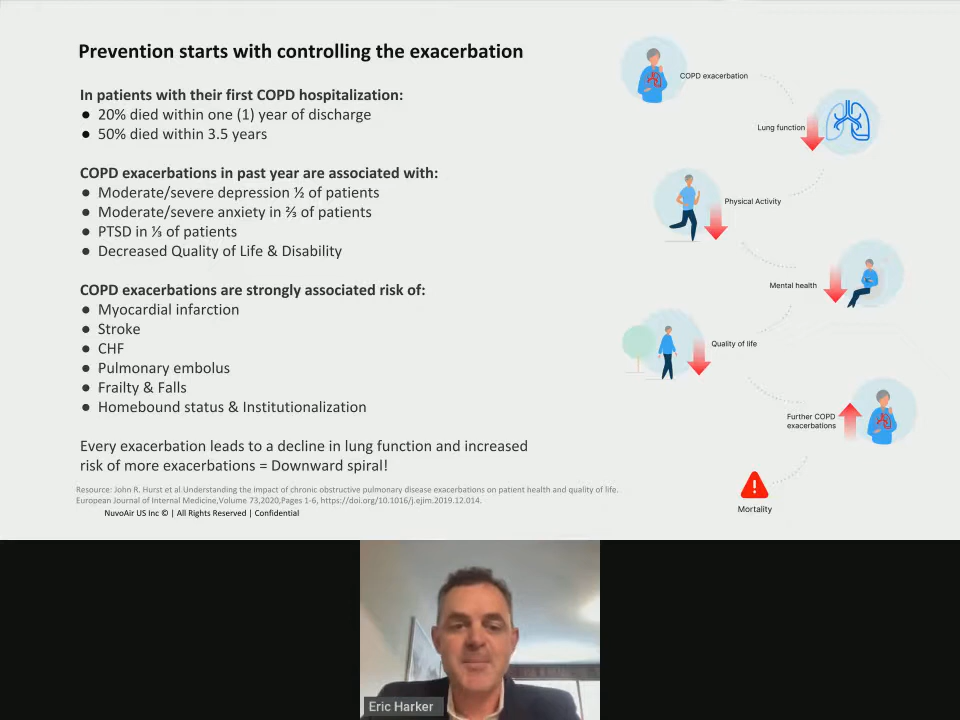 Prevention starts with controlling the exacerbation
In patients with their first COPD hospitalization:
● 20% died within one (1) year of discharge
● 50% died within 3.5 years
COPD exacerbations in past year are associated with:
● Moderate/severe depression ½ of patients
● Moderate/severe anxiety in ⅔ of patients
● PTSD in ⅓ of patients
● Decreased Quality of Life & Disability
COPD exacerbations are strongly associated risk of:
● Myocardial infarction
● Stroke
● CHF
● Pulmonary embolus
● Frailty & Falls
● Homebound status & Institutionalization
Every exacerbation leads to a decline in lung function and increased
risk of more exacerbations = Downward spiral!
Resource: John R. Hurst et al Understanding the impact of chronic obstructive pulmonary disease exacerbations on patient health and quality of life.
European Journal of Internal Medicine,Volume 73,2020,Pages 1-6, https://doi.org/10.1016/j.ejim.2019.12.014.
NuvoAir US Inc © | All Rights Reserved | Confidential
COPD exacerbation
Lung function
Physical Activity
Mental health
Quality of life
Further COPD
exacerbations
Mortality
Eric Harker